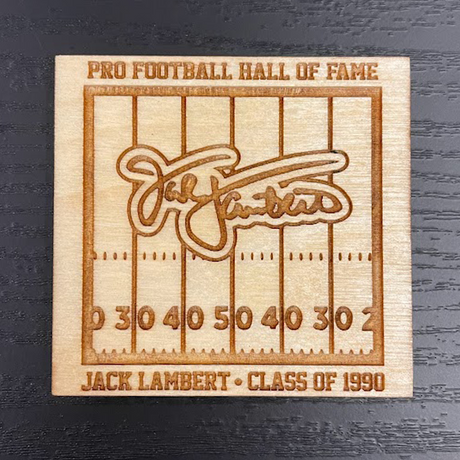 PRO FOOTBALL HALL OF FAME
Jack Lambert
0 30 40 50 40 30 2
JACK LAMBERT • CLASS OF 1990